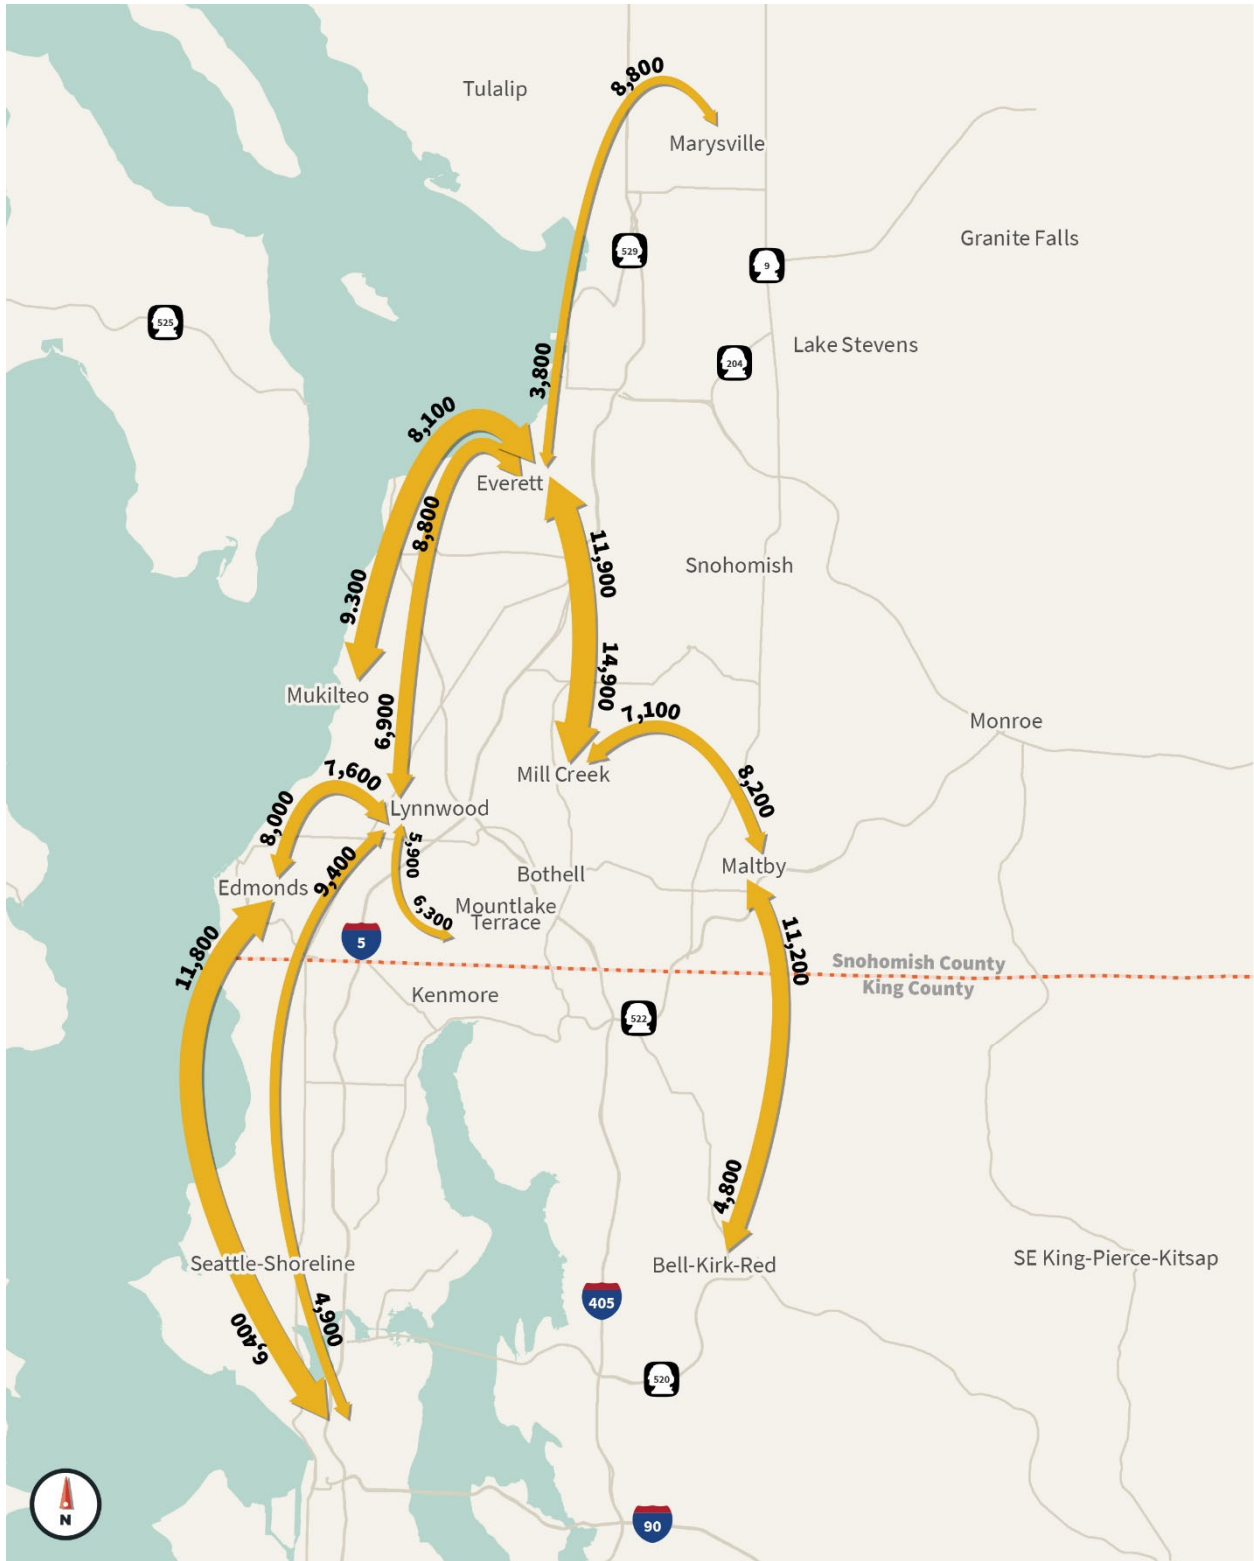 8,800
Tulalip
Marysville
Granite Falls
529
9
525
Lake Stevens
204
3,800
8,100
Everett
8,800
11,900
Snohomish
9.300
14,900
Mukilteo
6,900
7,100
Monroe
7,600
Mill Creek
8,200
8,000
Lynnwood
5,900
9,400
Maltby
Bothell
Edmonds
6,300
Mountlake
Terrace
11,800
5
11,200
Snohomish County
King County
Kenmore
522
4,800
Seattle-Shoreline
Bell-Kirk-Red
SE King-Pierce-Kitsap
405
4,900
6,400
520
N
90